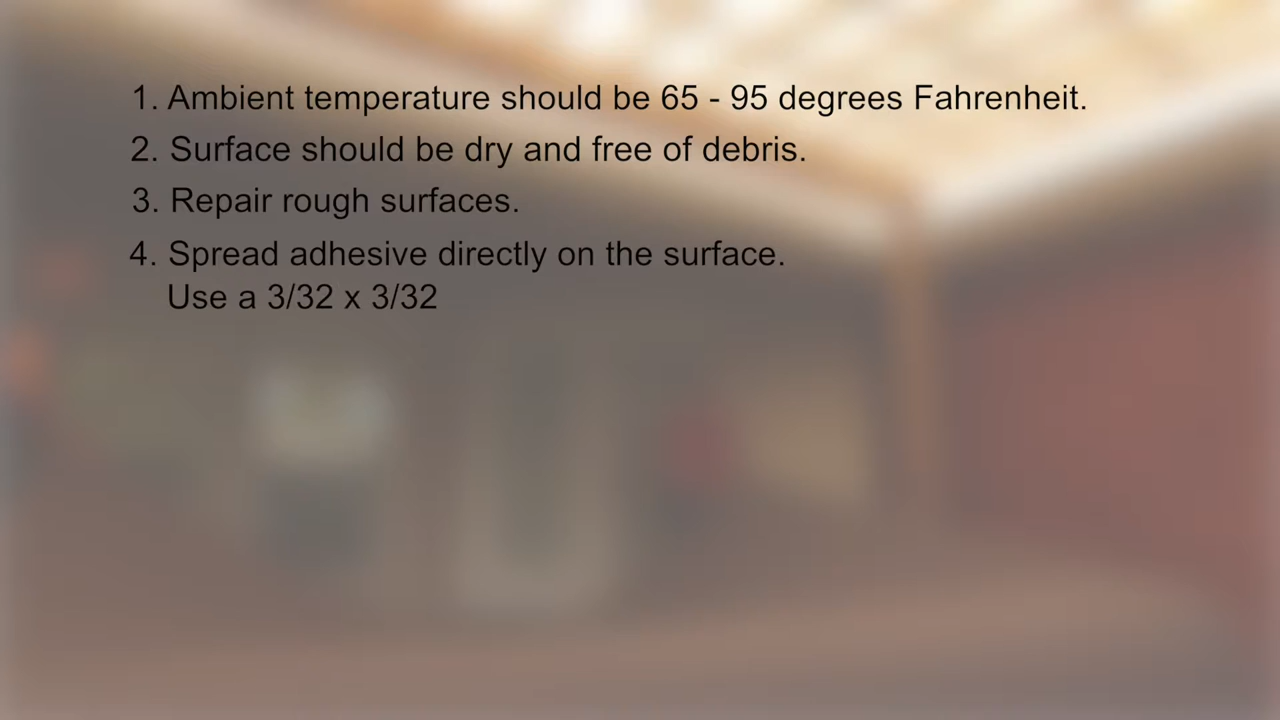 1. Ambient temperature should be 65 - 95 degrees Fahrenheit.
2. Surface should be dry and free of debris.
3. Repair rough surfaces.
4. Spread adhesive directly on the surface.
Use a 3/32 x 3/32